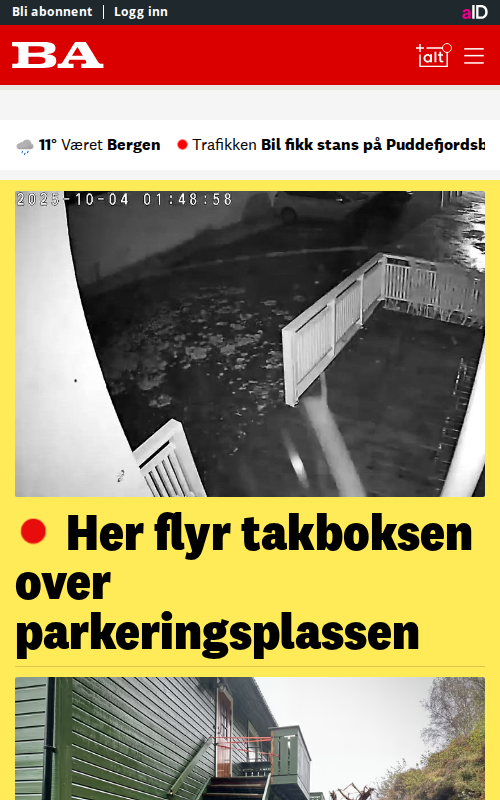 Bli abonnent | Logg inn
aID
BA
+alt
11° Været Bergen
Trafikken Bil fikk stans på Puddefjordsb
2025-10-04 01:48:58
Her flyr takboksen
over
parkeringsplassen